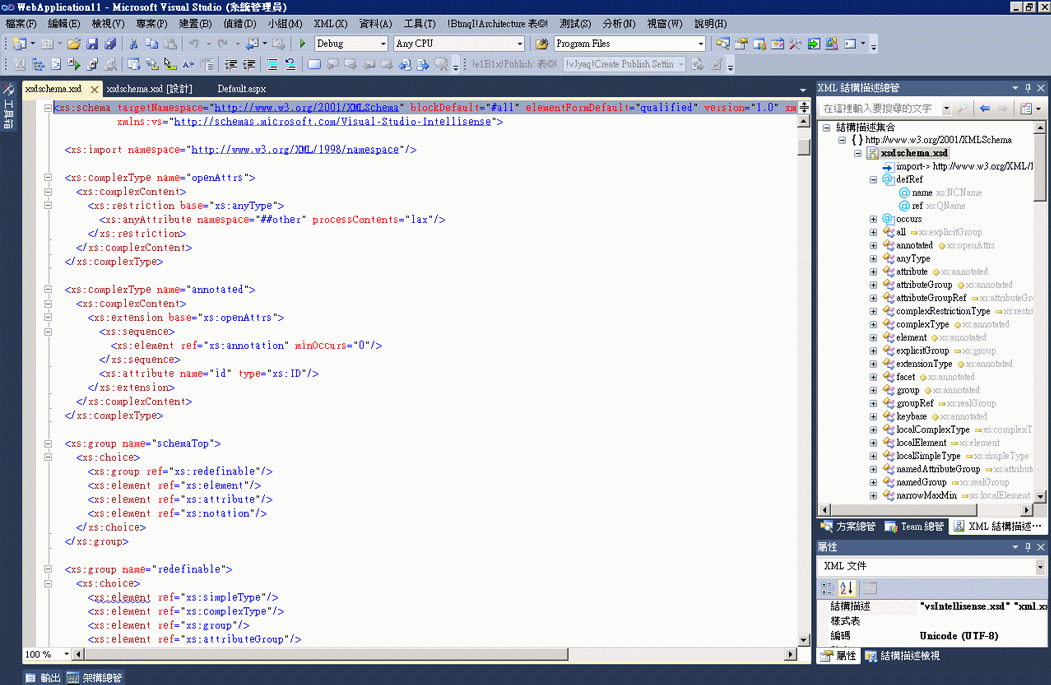 WebApplication11 - Microsoft Visual Studio (系統管理員)
檔案(F) 編輯(E) 檢視(V) 專案(P) 建置(B) 偵錯(D) 小組(M) XML(X) 資料(A) 工具(T) !BtmqI!Architecture 表©! 測試(S) 分析(N) 視窗(W) 說明(H)
Debug Any CPU Program Files
!e1B1x!Publish: 表©! !vJyaq!Create Publish Settin
工具箱
xsdschema.xsd xsdschema.xsd [設計] Default.aspx
<xs:schema targetNamespace="http://www.w3.org/2001/XMLSchema" blockDefault="#all" elementFormDefault="qualified" version="1.0" xm
xmlns:vs="http://schemas.microsoft.com/Visual-Studio-Intellisense">
<xs:import namespace="http://www.w3.org/XML/1998/namespace"/>
<xs:complexType name="openAttrs">
<xs:complexContent>
<xs:restriction base="xs:anyType">
<xs:anyAttribute namespace="##other" processContents="lax"/>
</xs:restriction>
</xs:complexContent>
</xs:complexType>
<xs:complexType name="annotated">
<xs:complexContent>
<xs:extension base="xs:openAttrs">
<xs:sequence>
<xs:element ref="xs:annotation" minOccurs="0"/>
</xs:sequence>
<xs:attribute name="id" type="xs:ID"/>
</xs:extension>
</xs:complexContent>
</xs:complexType>
<xs:group name="schemaTop">
<xs:choice>
<xs:group ref="xs:redefinable"/>
<xs:element ref="xs:element"/>
<xs:element ref="xs:attribute"/>
<xs:element ref="xs:notation"/>
</xs:choice>
</xs:group>
<xs:group name="redefinable">
<xs:choice>
<xs:element ref="xs:simpleType"/>
<xs:element ref="xs:complexType"/>
<xs:element ref="xs:group"/>
<xs:element ref="xs:attributeGroup"/>
100 %
輸出 架構總管
XML 結構描述總管
在這裡輸入要搜尋的文字
結構描述集合
{ } http://www.w3.org/2001/XMLSchema
xsdschema.xsd
import-> http://www.w3.org/XML/1
defRef
name xs:NCName
ref xs:QName
occurs
all xs:explicitGroup
annotated xs:openAttrs
anyType
attribute xs:annotated
attributeGroup xs:annotated
attributeGroupRef xs:attributeGr
complexRestrictionType xs:restri
complexType xs:annotated
element xs:annotated
explicitGroup xs:group
extensionType xs:annotated
facet xs:annotated
group xs:annotated
groupRef xs:realGroup
keybase xs:annotated
localComplexType xs:complexT
localElement xs:element
localSimpleType xs:simpleType
namedAttributeGroup xs:attribut
namedGroup xs:realGroup
narrowMaxMin xs:localElement
方案總管 Team 總管 XML 結構描述⋯
屬性
XML 文件
結構描述 "vsIntellisense.xsd" "xml.xs
樣式表
編碼 Unicode (UTF-8)
屬性 結構描述檢視